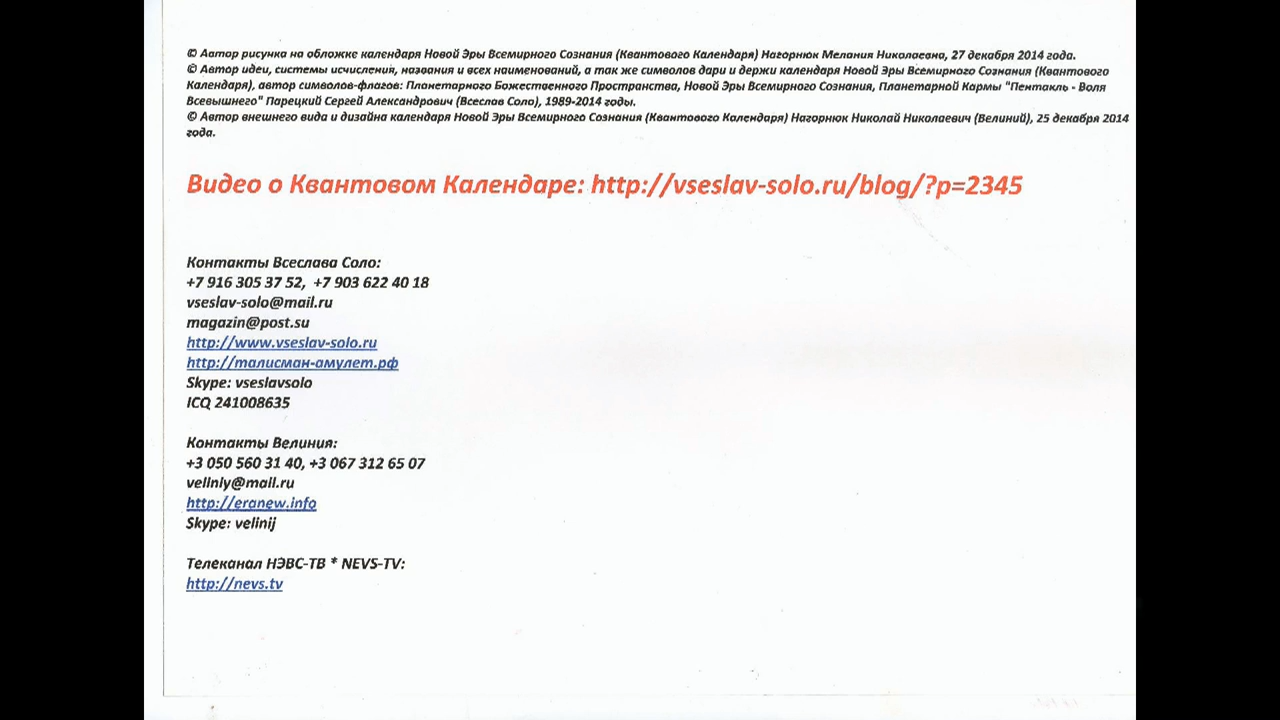 © Автор рисунка на обложке календаря Новой Эры Всемирного Сознания (Квантового Календаря) Нагорнюк Мелания Николаевна, 27 декабря 2014 года.
© Автор идеи, системы исчисления, названия и всех наименований, а так же символов дари и держи календаря Новой Эры Всемирного Сознания (Квантового
Календаря), автор символов-флагов: Планетарного Божественного Пространства, Новой Эры Всемирного Сознания, Планетарной Кармы "Пентакль - Воля
Всевышнего" Парецкий Сергей Александрович (Всеслав Соло), 1989-2014 годы.
© Автор внешнего вида и дизайна календаря Новой Эры Всемирного Сознания (Квантового Календаря) Нагорнюк Николай Николаевич (Велиний), 25 декабря 2014
года.
Видео о Квантовом Календаре: http://vseslav-solo.ru/blog/?p=2345
Контакты Всеслава Соло:
+7 916 305 37 52, +7 903 622 40 18
vseslav-solo@mail.ru
magazin@post.su
http://www.vseslav-solo.ru
http://талисман-амулет.рф
Skype: vseslavsolo
ICQ 241008635
Контакты Велиния:
+3 050 560 31 40, +3 067 312 65 07
veliniy@mail.ru
http://eranew.info
Skype: velinij
Телеканал НЭВС-ТВ * NEVS-TV:
http://nevs.tv